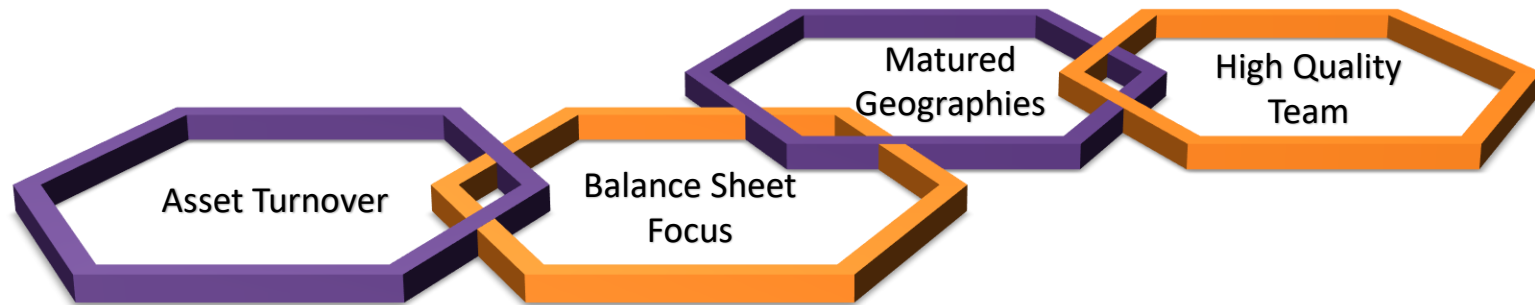 Asset Turnover
Balance Sheet
Focus
Matured
Geographies
High Quality
Team